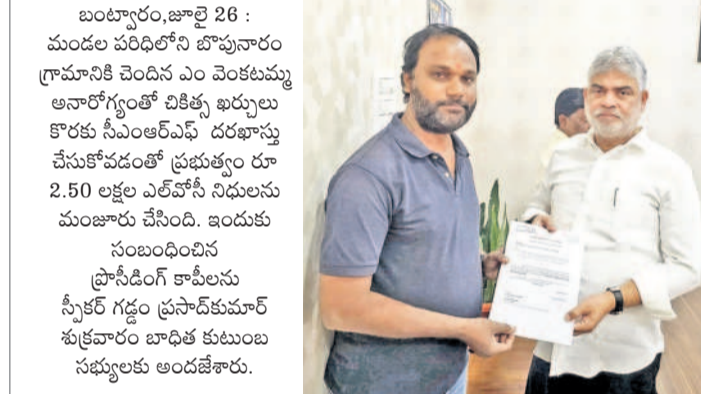 బంట్వారం,జూలై 26 :
మండల పరిధిలోని బొపునారం
గ్రామానికి చెందిన ఎం వెంకటమ్మ
అనారోగ్యంతో చికిత్స ఖర్చులు
కొరకు సీఎంఆర్ఎఫ్ దరఖాస్తు
చేసుకోవడంతో ప్రభుత్వం రూ
2.50 లక్షల ఎల్‌వోసీ నిధులను
మంజూరు చేసింది. ఇందుకు
సంబంధించిన
ప్రొసీడింగ్ కాపీలను
స్పీకర్ గడ్డం ప్రసాద్‌కుమార్
శుక్రవారం బాధిత కుటుంబ
సభ్యులకు అందజేశారు.